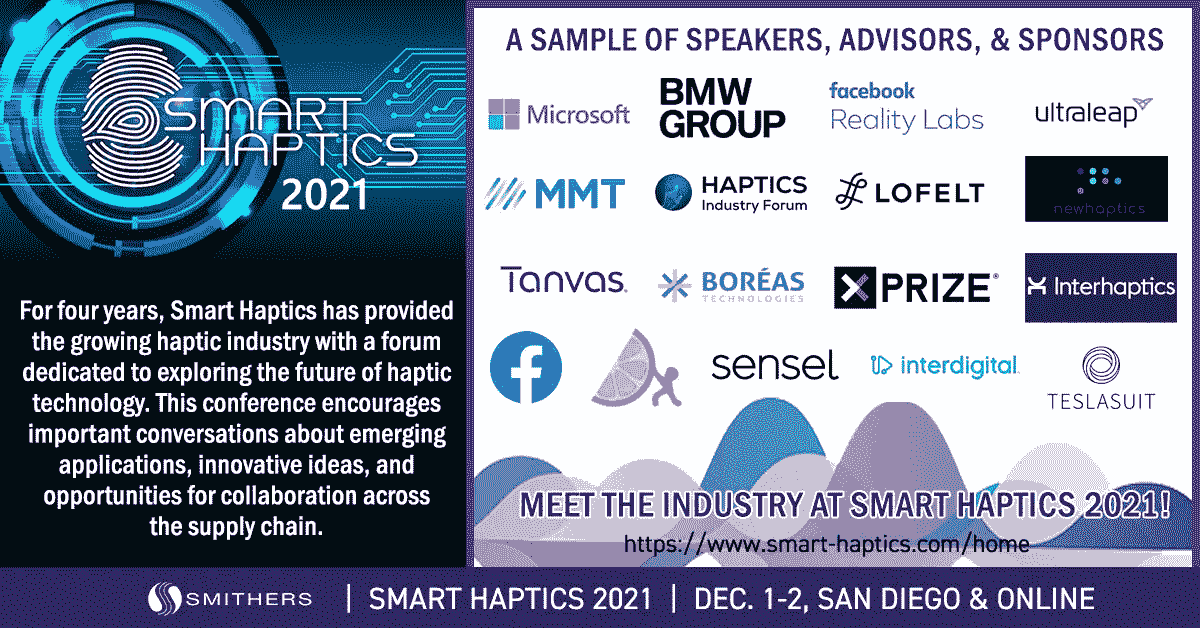 SMART
HAPTICS
2021
For four years, Smart Haptics has provided
the growing haptic industry with a forum
dedicated to exploring the future of haptic
technology. This conference encourages
important conversations about emerging
applications, innovative ideas, and
opportunities for collaboration across
the supply chain.
A SAMPLE OF SPEAKERS, ADVISORS, & SPONSORS
Microsoft
BMW
GROUP
facebook
Reality Labs
ultraleap
MMT
HAPTICS
Industry Forum
LOFELT
newhaptics
Tanvas
BORÉAS
TECHNOLOGIES
XPRIZE®
Interhaptics
f
sensel
interdigital
TESLASUIT
MEET THE INDUSTRY AT SMART HAPTICS 2021!
https://www.smart-haptics.com/home
SMITHERS | SMART HAPTICS 2021 | DEC. 1-2, SAN DIEGO & ONLINE